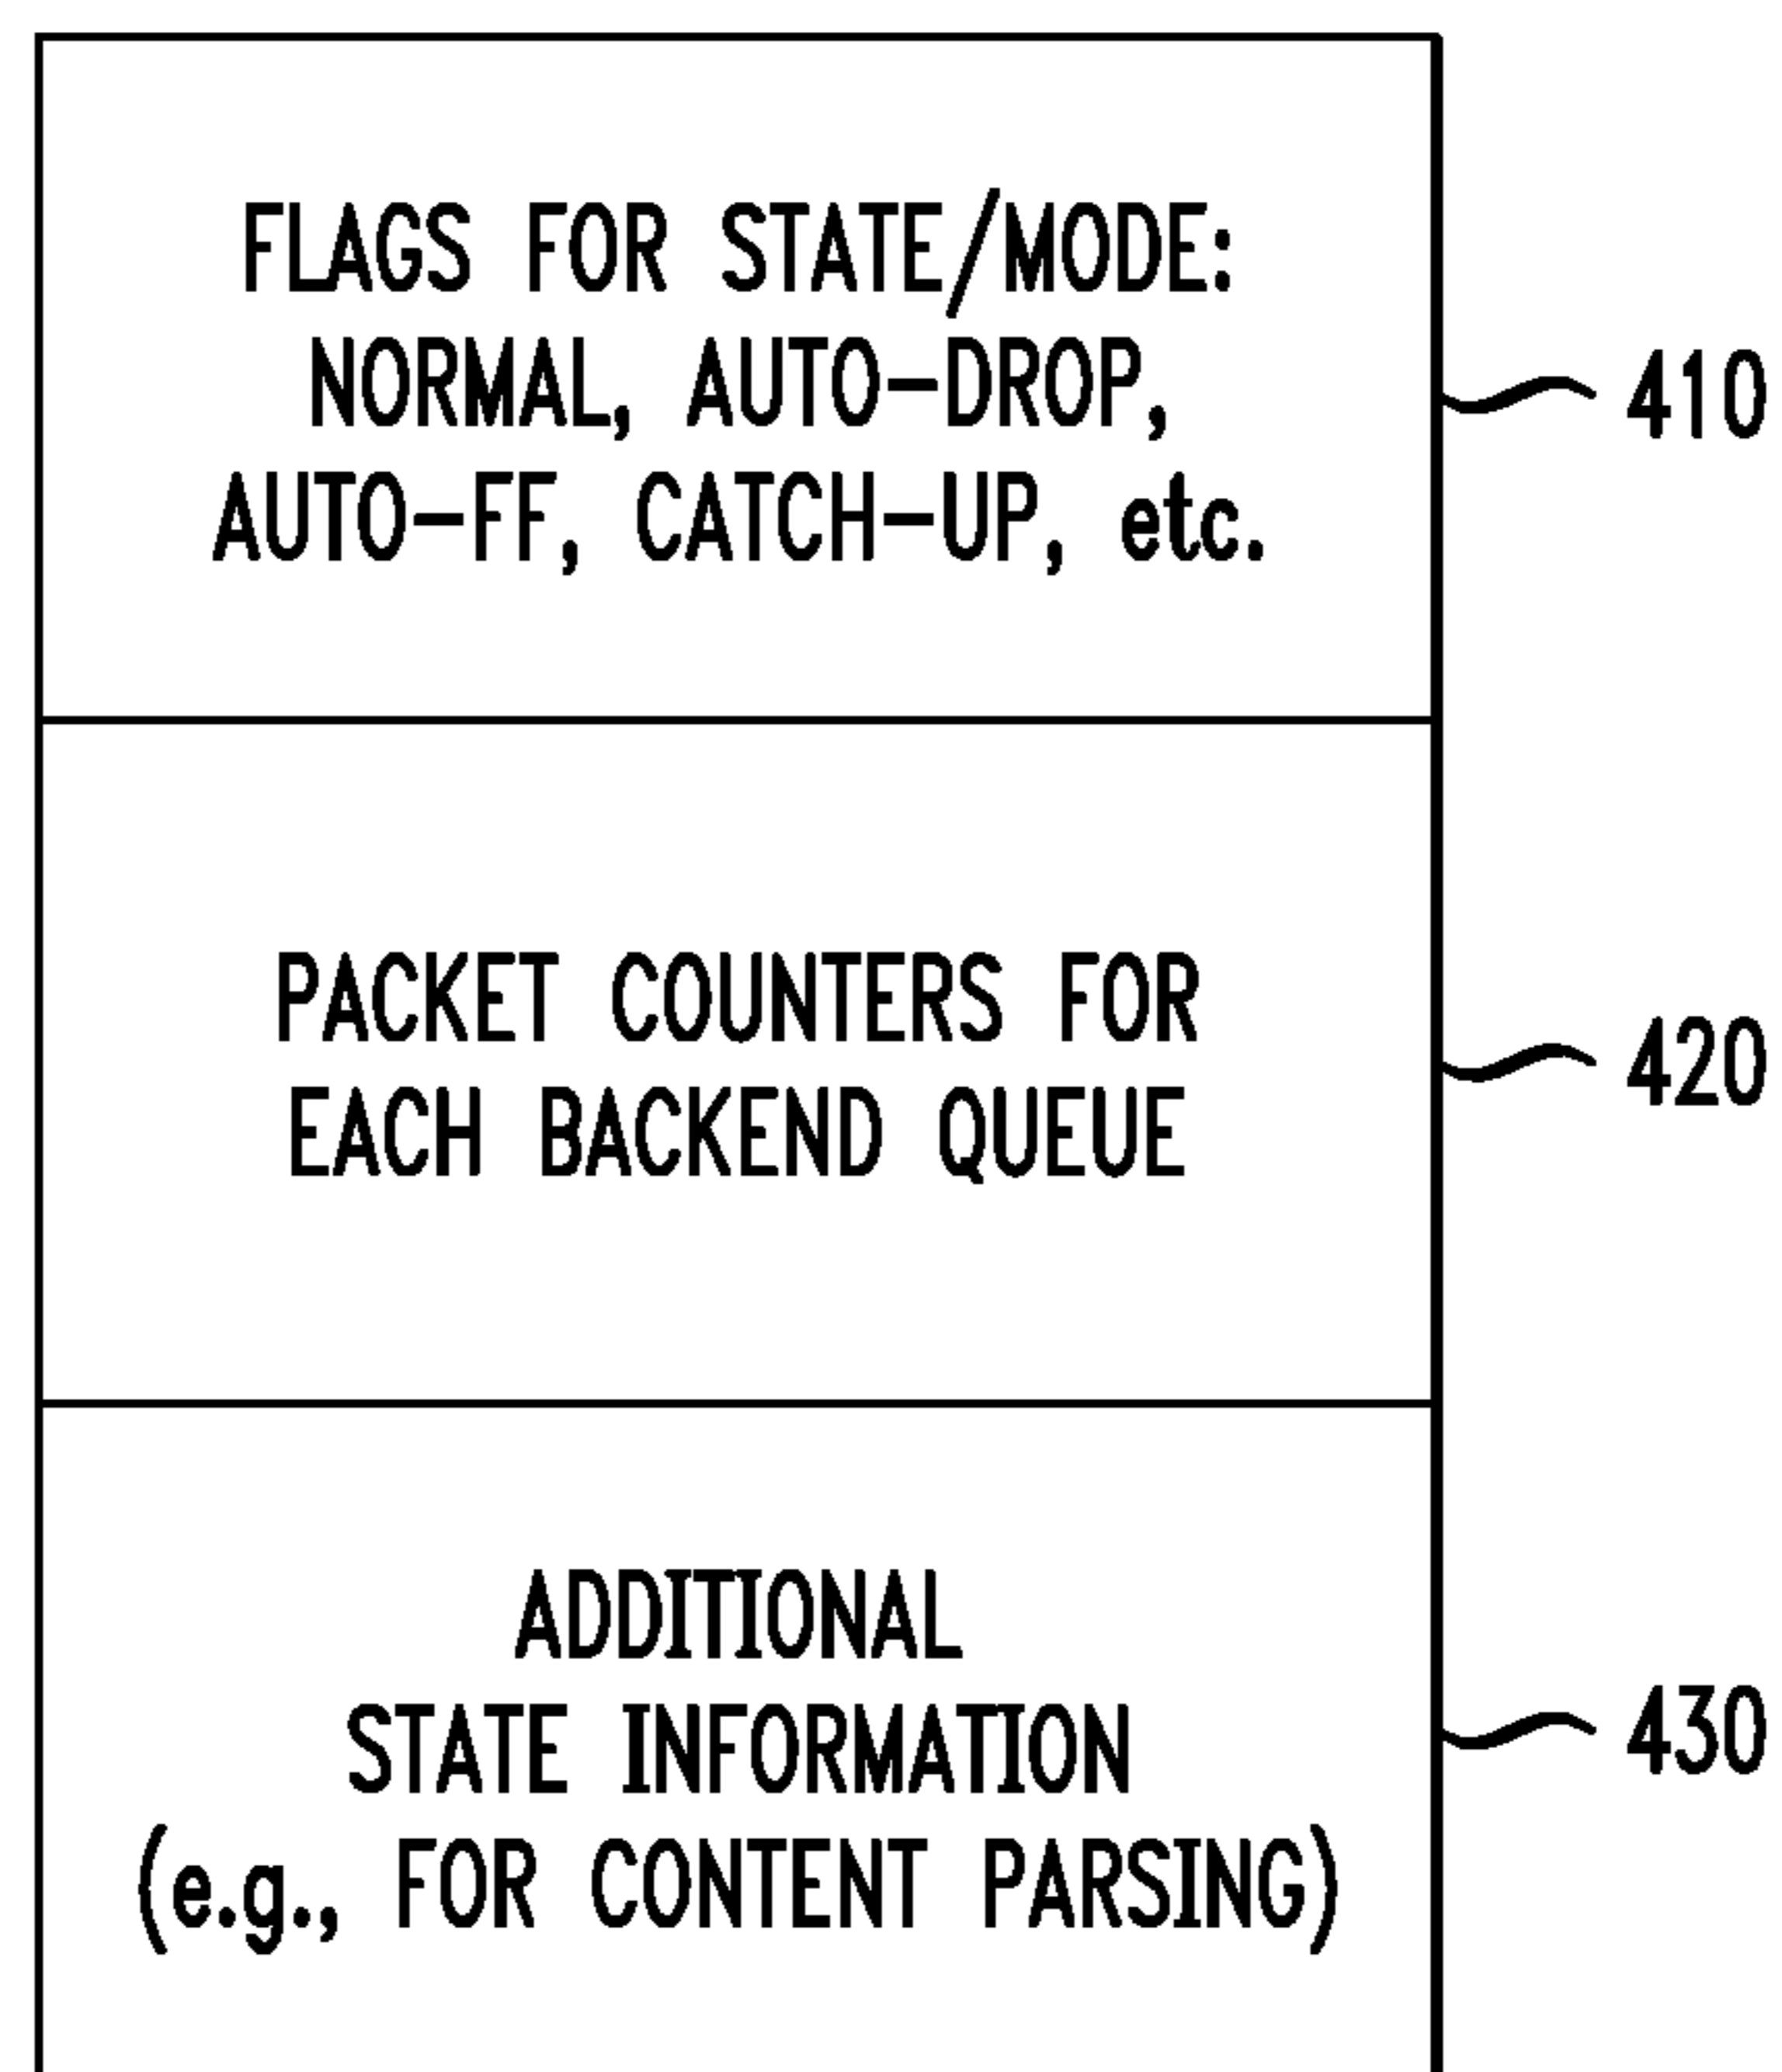 FLAGS FOR STATE/MODE:
NORMAL, AUTO-DROP,
AUTO-FF, CATCH-UP, etc.
410
PACKET COUNTERS FOR
EACH BACKEND QUEUE
420
ADDITIONAL
STATE INFORMATION
(e.g., FOR CONTENT PARSING)
430